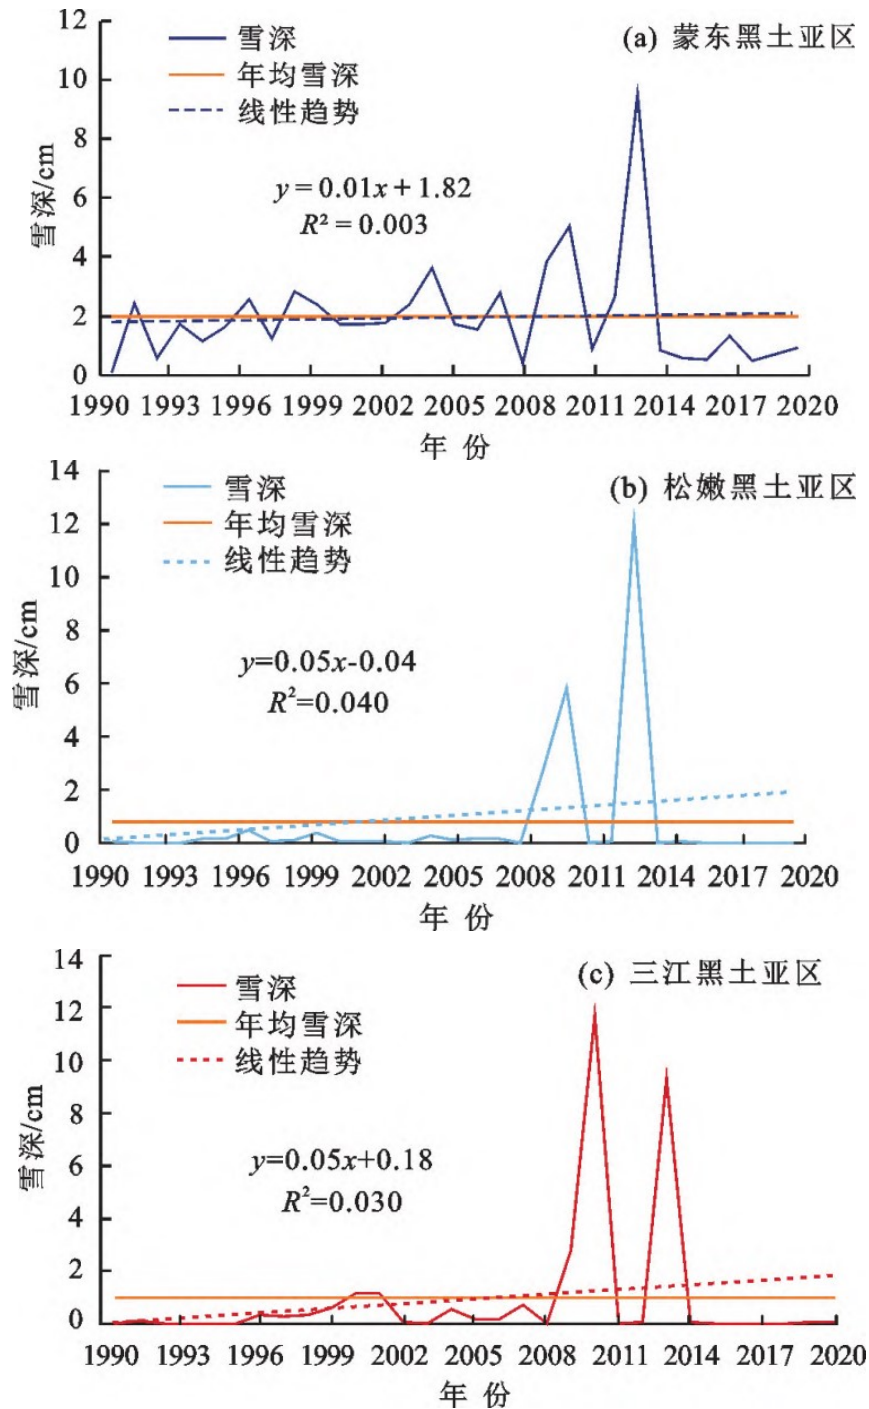 (a) 蒙东黑土亚区
雪深
年均雪深
线性趋势
y = 0.01x + 1.82
R² = 0.003
雪深/cm
12
10
8
6
4
2
0
1990 1993 1996 1999 2002 2005 2008 2011 2014 2017 2020
年 份
(b) 松嫩黑土亚区
雪深
年均雪深
线性趋势
y=0.05x-0.04
R²=0.040
雪深/cm
14
12
10
8
6
4
2
0
1990 1993 1996 1999 2002 2005 2008 2011 2014 2017 2020
年 份
(c) 三江黑土亚区
雪深
年均雪深
线性趋势
y=0.05x+0.18
R²=0.030
雪深/cm
14
12
10
8
6
4
2
0
1990 1993 1996 1999 2002 2005 2008 2011 2014 2017 2020
年 份